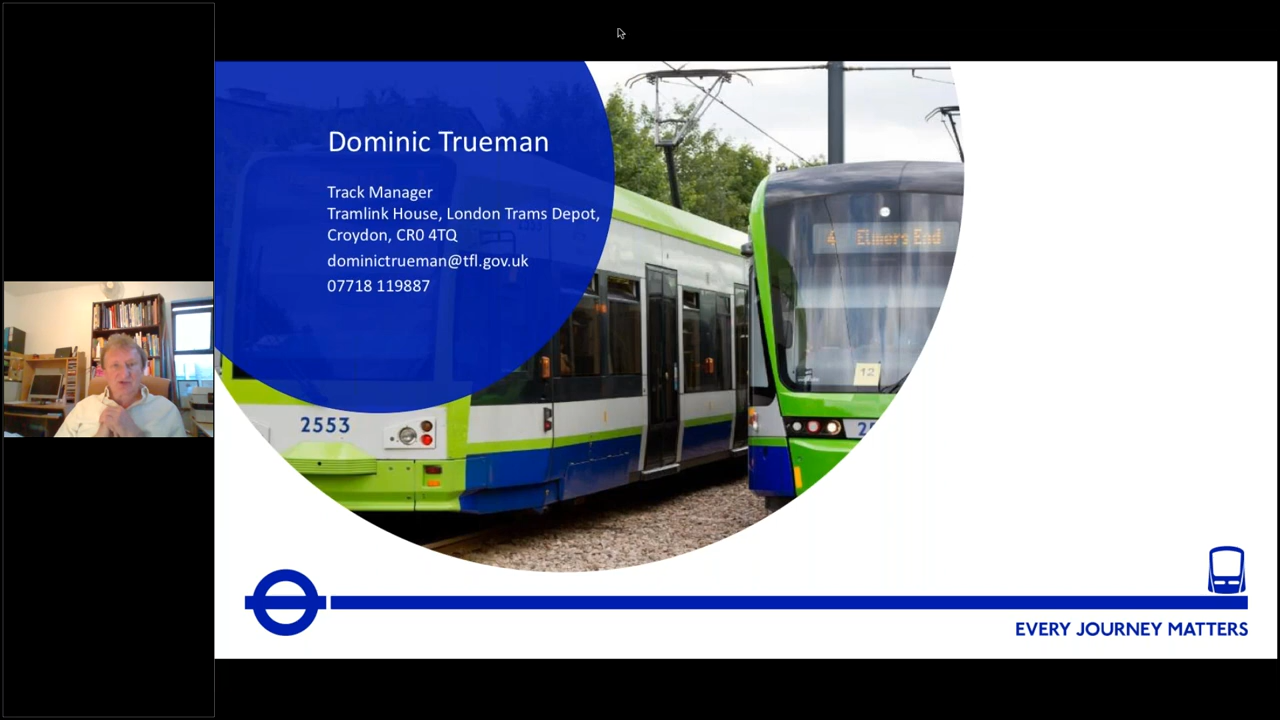 Dominic Trueman
Track Manager
Tramlink House, London Trams Depot,
Croydon, CR0 4TQ
dominictrueman@tfl.gov.uk
07718 119887
4 Elmers End
12
2553
EVERY JOURNEY MATTERS